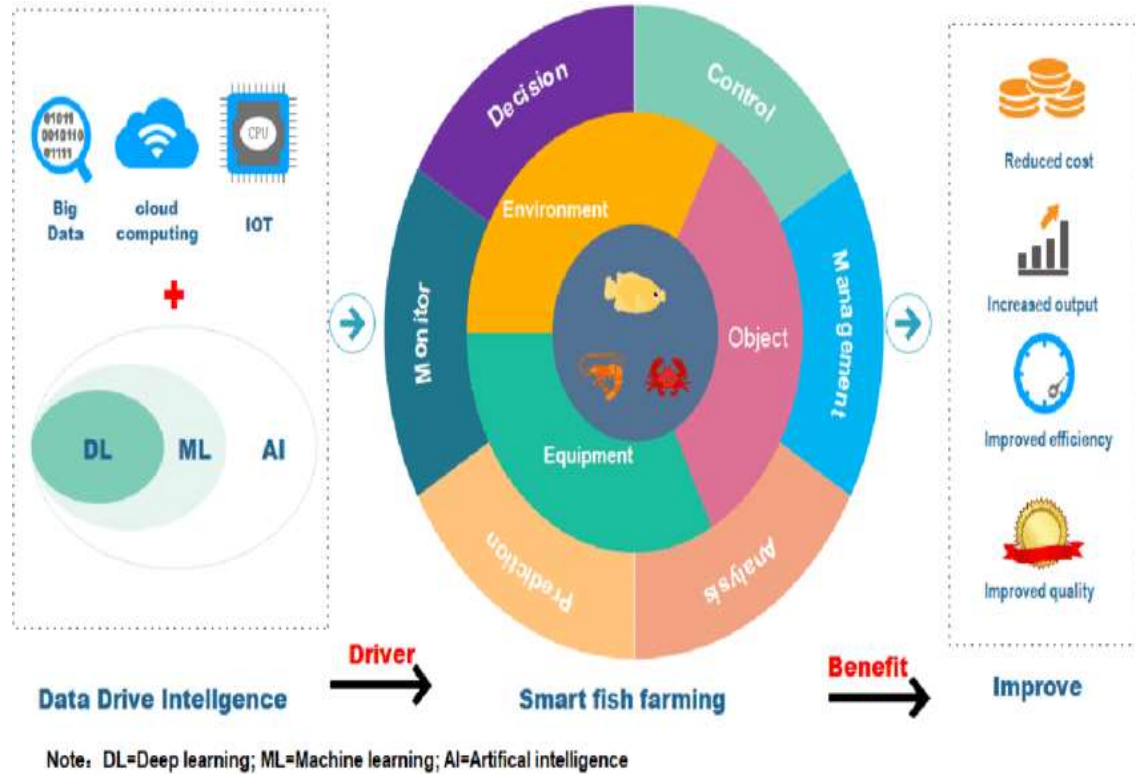 01011
0010110
01111
CPU
Big
Data
cloud
computing
IOT
DL
ML
AI
Decision
Control
Monitor
Management
Prediction
Analysis
Environment
Object
Equipment
Reduced cost
Increased output
Improved efficiency
Improved quality
Driver
Benefit
Data Drive Intellgence
Smart fish farming
Improve
Note: DL=Deep learning; ML=Machine learning; AI=Artifical intelligence